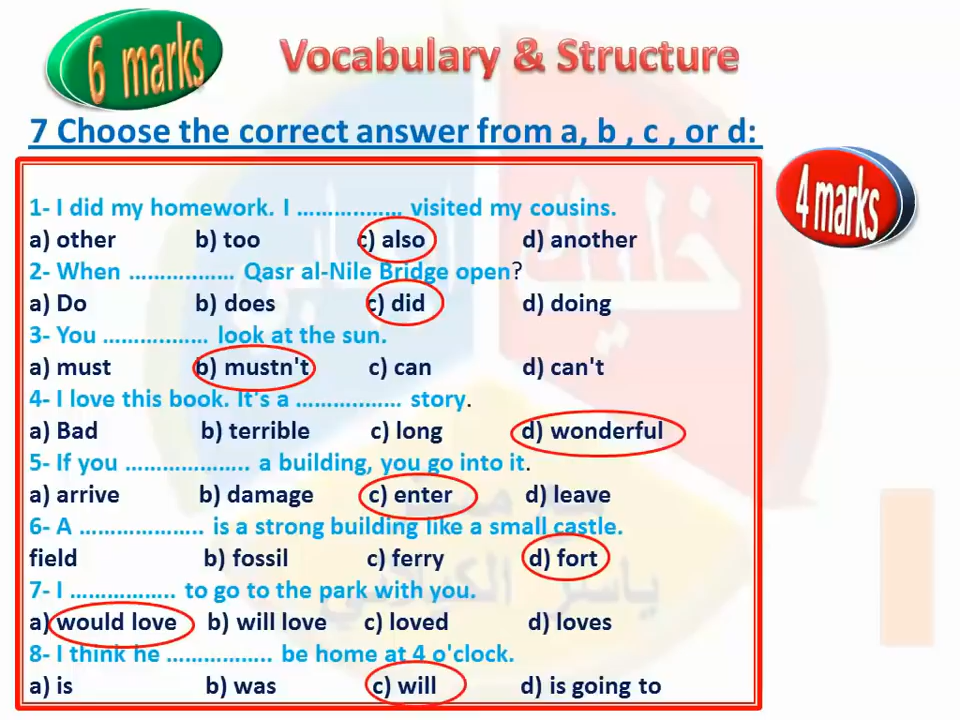 6 marks
Vocabulary & Structure
7 Choose the correct answer from a, b , c , or d:
4 marks
1- I did my homework. I ……………… visited my cousins.
a) other b) too c) also d) another
2- When ……………… Qasr al-Nile Bridge open?
a) Do b) does c) did d) doing
3- You ……………… look at the sun.
a) must b) mustn't c) can d) can't
4- I love this book. It's a ……………… story.
a) Bad b) terrible c) long d) wonderful
5- If you ……………….. a building, you go into it.
a) arrive b) damage c) enter d) leave
6- A ……………….. is a strong building like a small castle.
field b) fossil c) ferry d) fort
7- I …………….. to go to the park with you.
a) would love b) will love c) loved d) loves
8- I think he …………….. be home at 4 o'clock.
a) is b) was c) will d) is going to